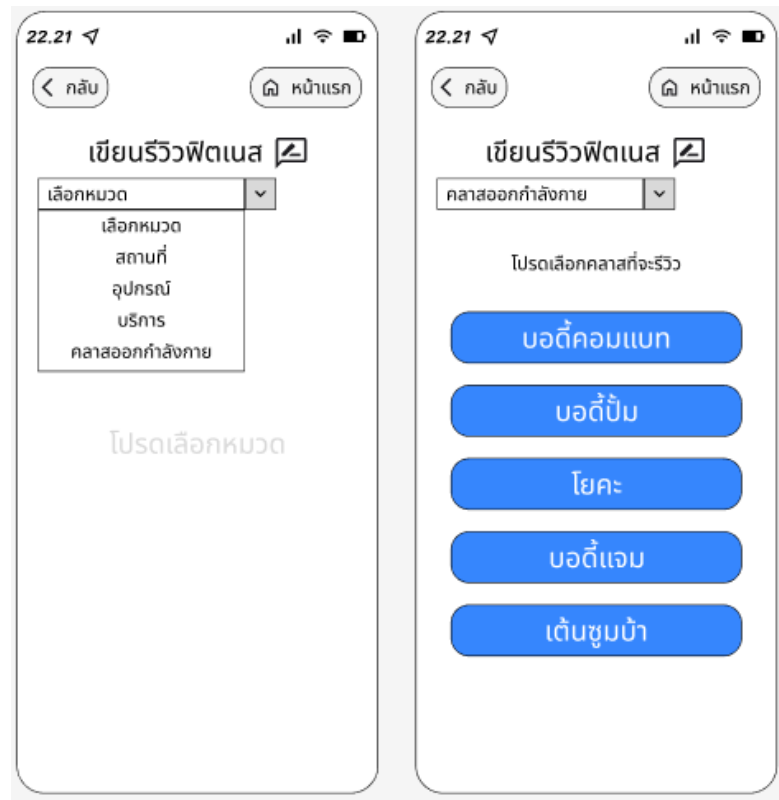 22.21
กลับ
หน้าแรก
เขียนรีวิวฟิตเนส
เลือกหมวด
เลือกหมวด
สถานที่
อุปกรณ์
บริการ
คลาสออกกำลังกาย
โปรดเลือกหมวด
22.21
กลับ
หน้าแรก
เขียนรีวิวฟิตเนส
คลาสออกกำลังกาย
โปรดเลือกคลาสที่จะรีวิว
บอดี้คอมแบท
บอดี้ปั้ม
โยคะ
บอดี้แจม
เต้นซูมบ้า